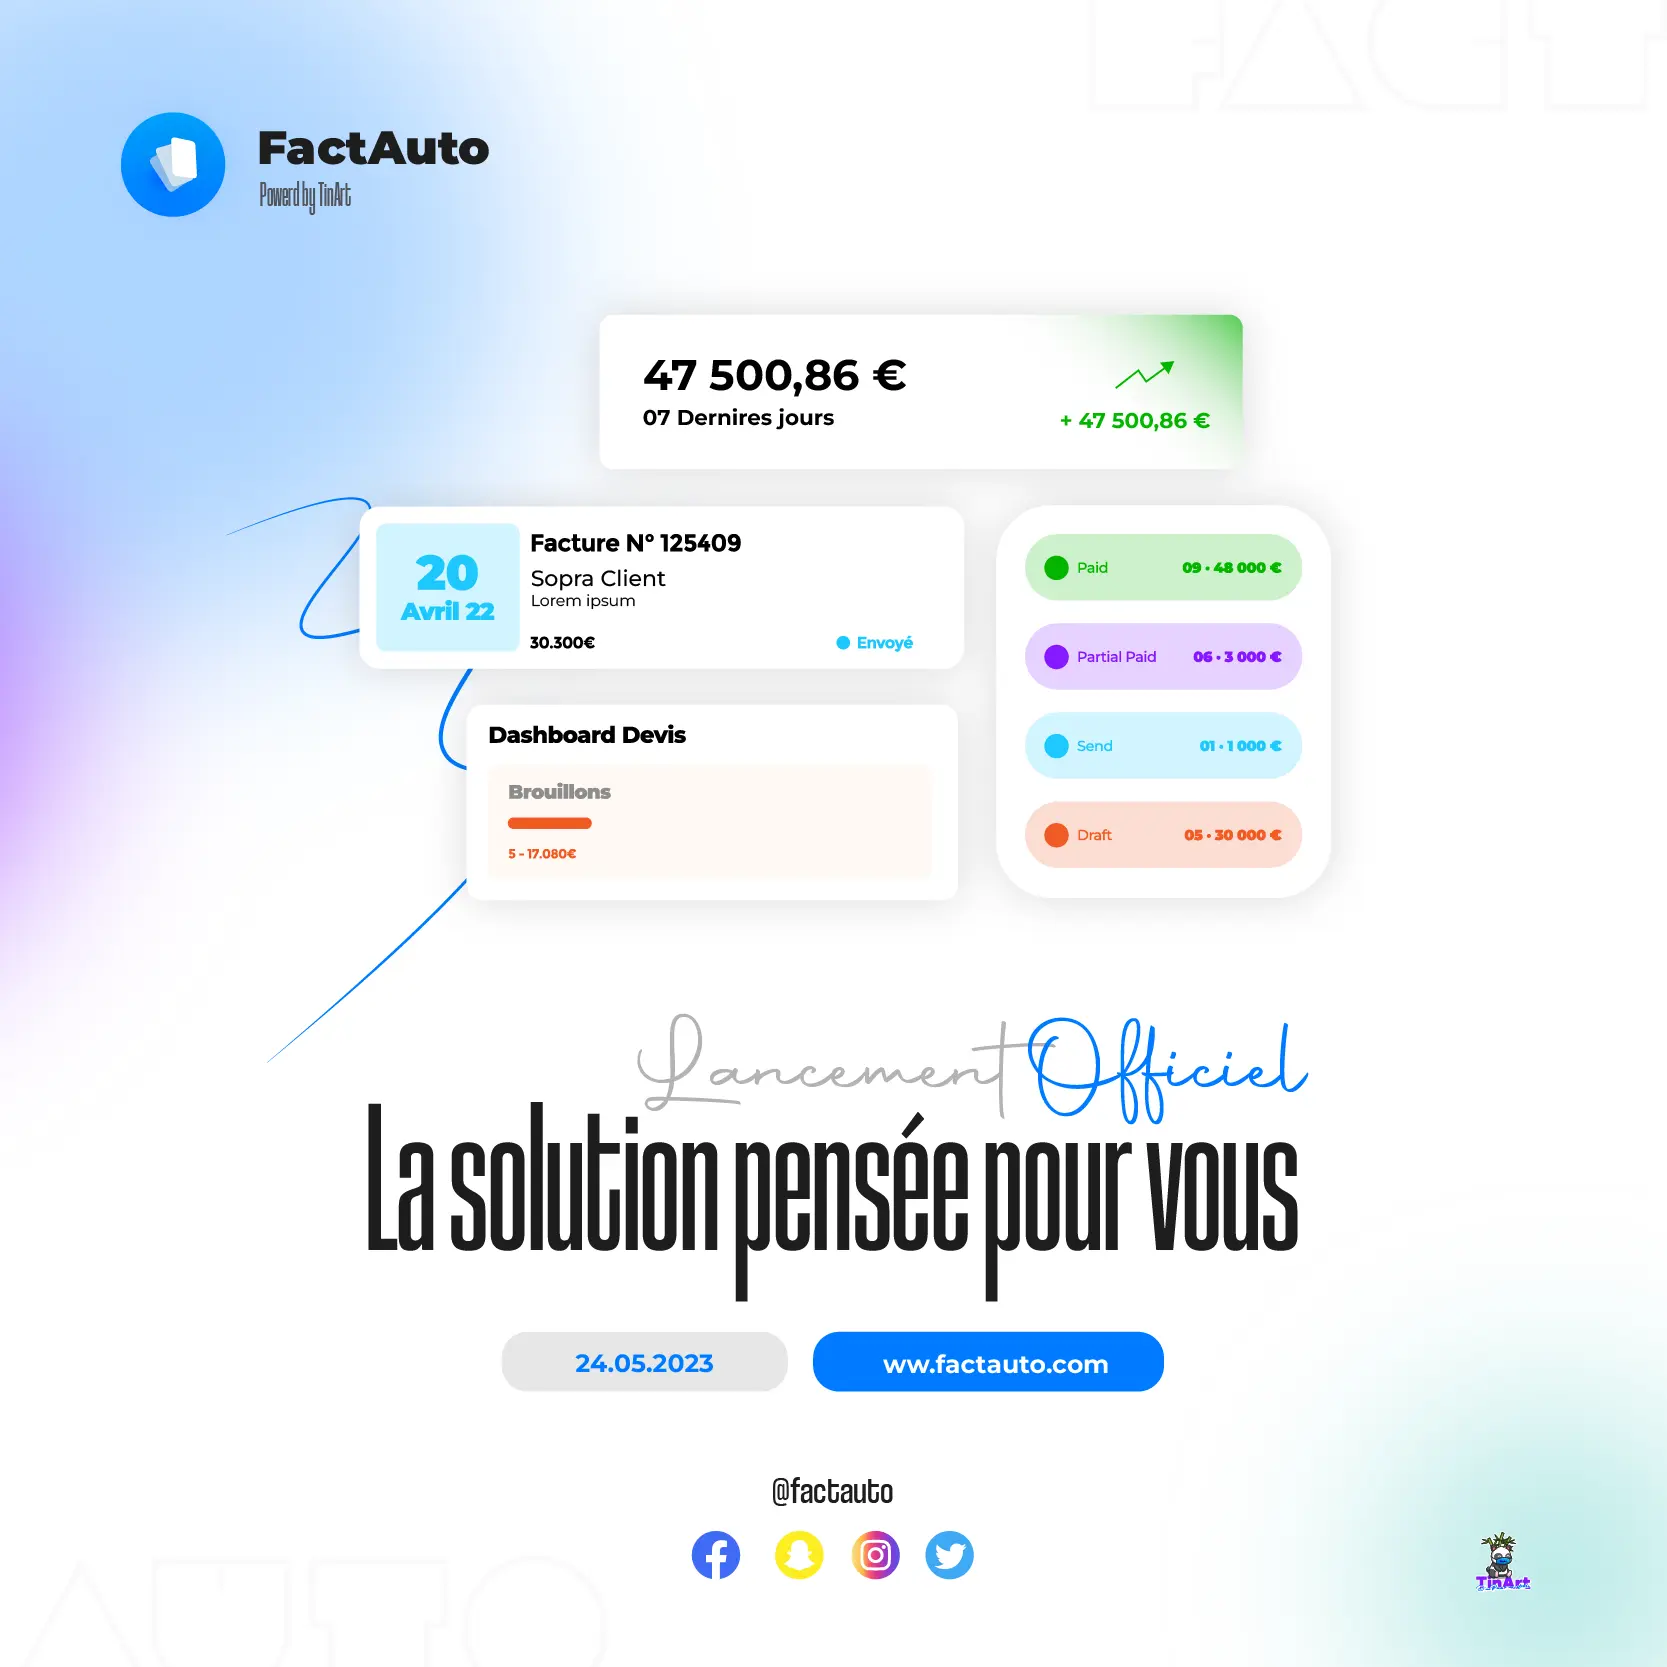 FACT
FactAuto
Powerd by TinArt
47 500,86 €
07 Dernires jours
+ 47 500,86 €
20
Avril 22
Facture N° 125409
Sopra Client
Lorem ipsum
30.300€
Envoyé
Paid 09 • 48 000 €
Partial Paid 06 • 3 000 €
Send 01 • 1 000 €
Draft 05 • 30 000 €
Dashboard Devis
Brouillons
5 - 17.080€
Lancement Officiel
La solution pensée pour vous
24.05.2023
ww.factauto.com
@factauto
TinArt
AUTO